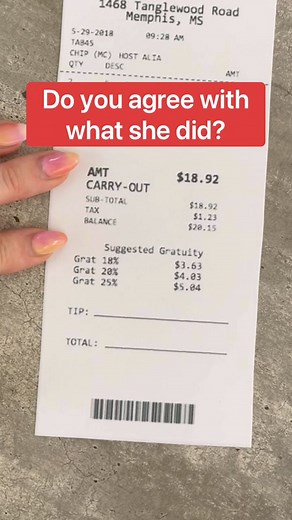 1468 Tanglewood Road
Memphis, MS
5-29-2018 09:28 AM
TAB45
CHIP (MC) HOST ALIA
QTY DESC AMT
Do you agree with
what she did?
AMT $18.92
CARRY-OUT
SUB-TOTAL $18.92
TAX $1.23
BALANCE $20.15
Suggested Gratuity
Grat 18% $3.63
Grat 20% $4.03
Grat 25% $5.04
TIP:
TOTAL: